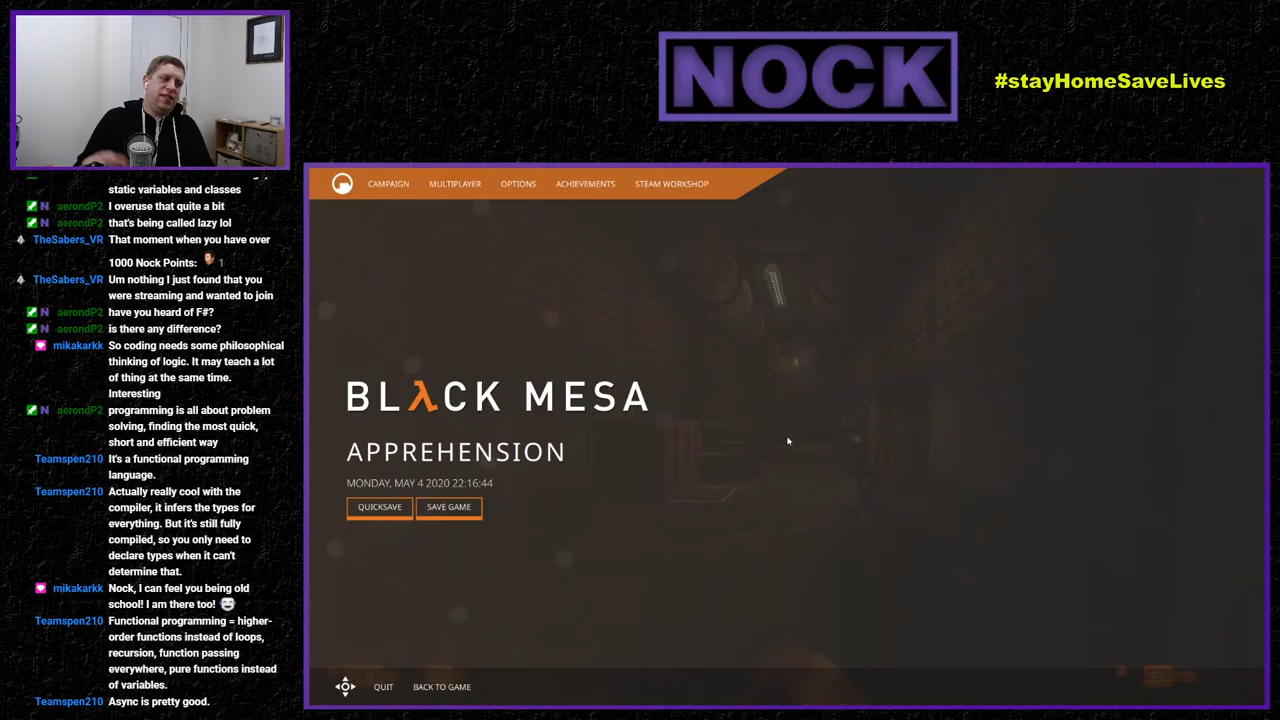 NOCK
#stayHomeSaveLives
static variables and classes
aerondP2 I overuse that quite a bit
aerondP2 that's being called lazy lol
TheSabers_VR That moment when you have over
1000 Nock Points: 1
TheSabers_VR Um nothing I just found that you
were streaming and wanted to join
aerondP2 have you heard of F#?
aerondP2 is there any difference?
mikakarkk So coding needs some philosophical
thinking of logic. It may teach a lot
of thing at the same time.
Interesting
aerondP2 programming is all about problem
solving, finding the most quick,
short and efficient way
Teamspen210 It's a functional programming
language.
Teamspen210 Actually really cool with the
compiler, it infers the types for
everything. But it's still fully
compiled, so you only need to
declare types when it can't
determine that.
mikakarkk Nock, I can feel you being old
school! I am there too!
Teamspen210 Functional programming = higher-
order functions instead of loops,
recursion, function passing
everywhere, pure functions instead
of variables.
Teamspen210 Async is pretty good.
CAMPAIGN MULTIPLAYER OPTIONS ACHIEVEMENTS STEAM WORKSHOP
BLλCK MESA
APPREHENSION
MONDAY, MAY 4 2020 22:16:44
QUICKSAVE SAVE GAME
QUIT BACK TO GAME